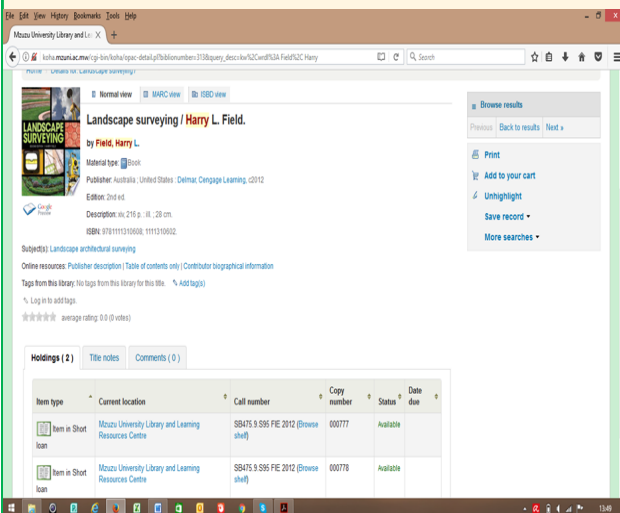 File Edit View History Bookmarks Tools Help
Mzuzu University Library and Le
koha.mzuni.ac.mw/cgi-bin/koha/opac-detail.pl?biblionumber=313&query_desc=kw%2Cwrdl%3A Field%2C Harry
Search
Home Details for: Landscape surveying /
Normal view MARC view ISBD view
Landscape surveying / Harry L. Field.
LANDSCAPE
SURVEYING
by Field, Harry L.
Material type: Book
Publisher: Australia ; United States : Delmar, Cengage Learning, c2012
Edition: 2nd ed.
Description: xiv, 216 p. : ill. ; 28 cm.
ISBN: 9781111310608; 1111310602.
Google
Preview
Subject(s): Landscape architectural surveying
Online resources: Publisher description | Table of contents only | Contributor biographical information
Tags from this library: No tags from this library for this title. Add tag(s)
Log in to add tags.
average rating: 0.0 (0 votes)
Browse results
Previous Back to results Next »
Print
Add to your cart
Unhighlight
Save record
More searches
Holdings ( 2 ) Title notes Comments ( 0 )
Item type Current location Call number Copy number Status Date due
Item in Short loan
Mzuzu University Library and Learning Resources Centre
SB475.9.S95 FIE 2012 (Browse shelf)
000777 Available
Item in Short loan
Mzuzu University Library and Learning Resources Centre
SB475.9.S95 FIE 2012 (Browse shelf)
000778 Available
13:49